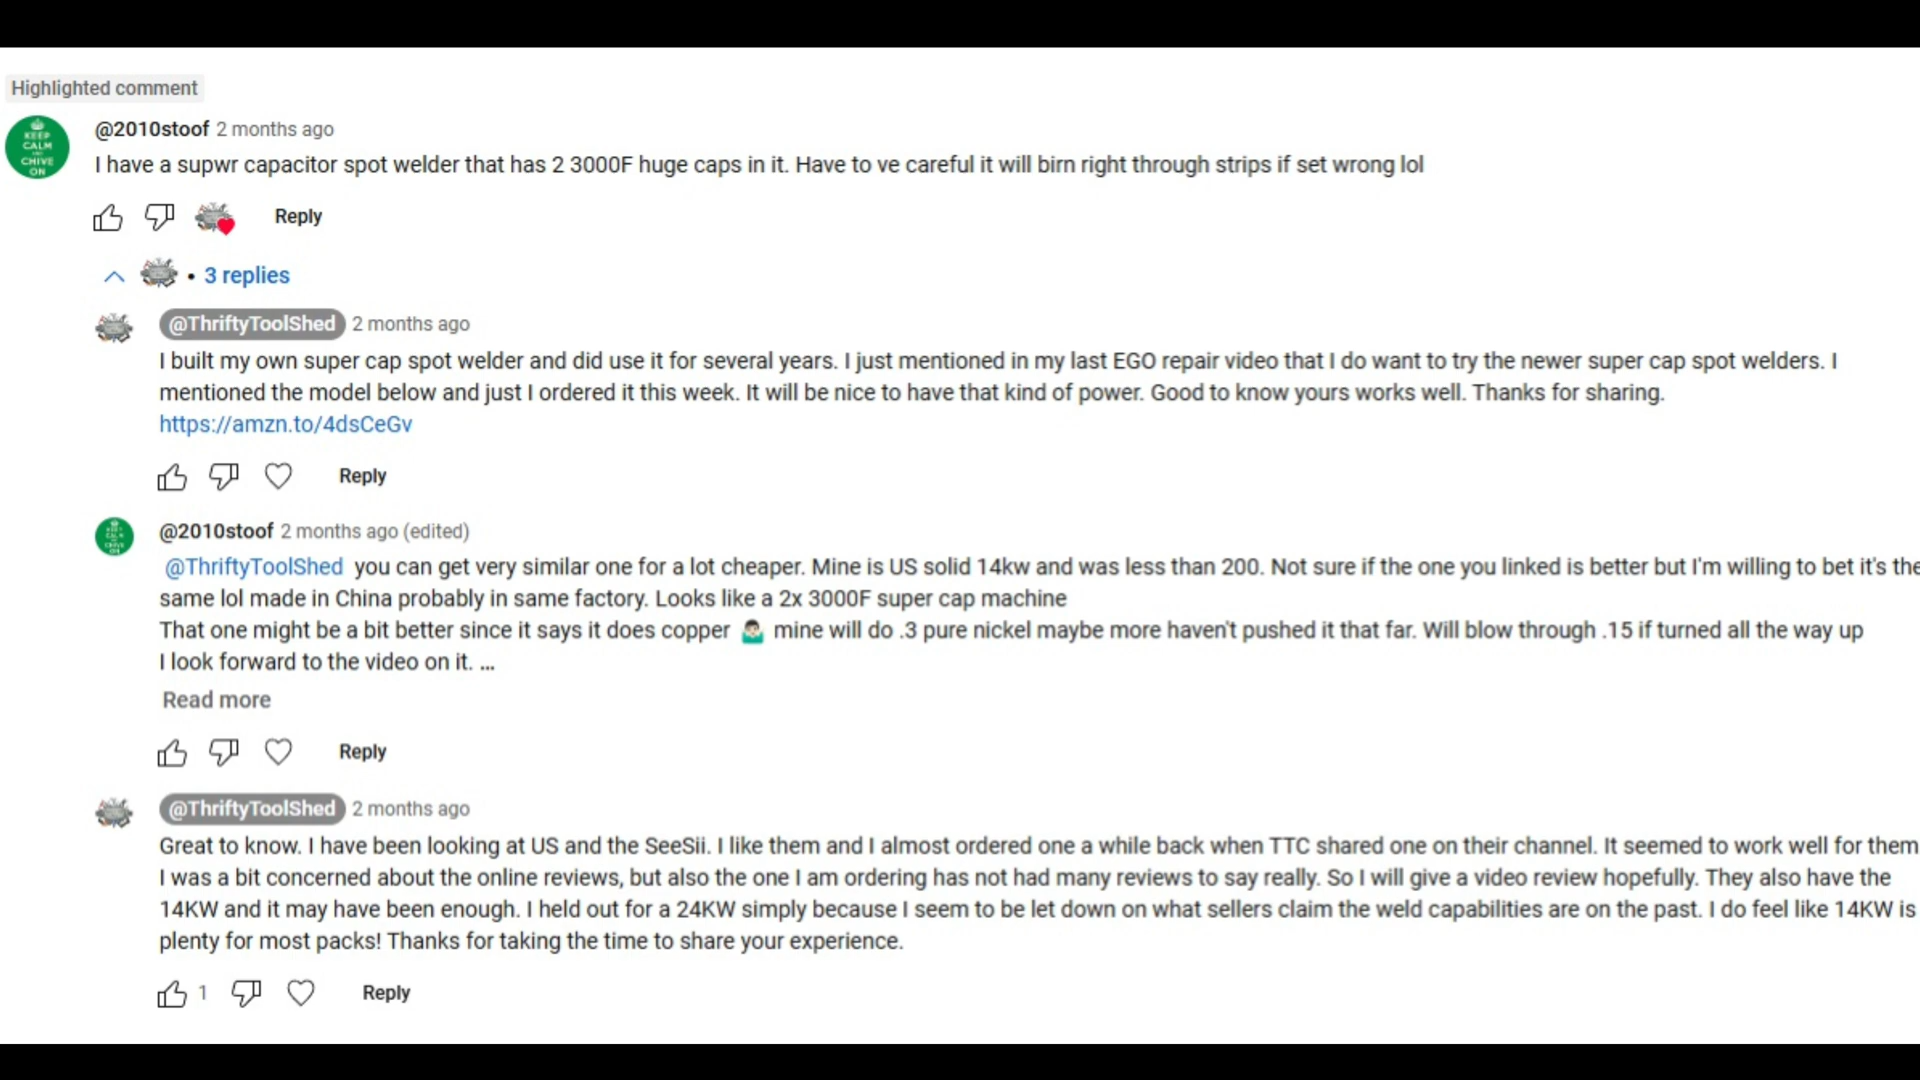 Highlighted comment
@2010stoof 2 months ago
I have a supwr capacitor spot welder that has 2 3000F huge caps in it. Have to ve careful it will birn right through strips if set wrong lol
Reply
• 3 replies
@ThriftyToolShed 2 months ago
I built my own super cap spot welder and did use it for several years. I just mentioned in my last EGO repair video that I do want to try the newer super cap spot welders. I
mentioned the model below and just I ordered it this week. It will be nice to have that kind of power. Good to know yours works well. Thanks for sharing.
https://amzn.to/4dsCeGv
Reply
@2010stoof 2 months ago (edited)
@ThriftyToolShed you can get very similar one for a lot cheaper. Mine is US solid 14kw and was less than 200. Not sure if the one you linked is better but I'm willing to bet it's the
same lol made in China probably in same factory. Looks like a 2x 3000F super cap machine
That one might be a bit better since it says it does copper 🤷🏻‍♂️ mine will do .3 pure nickel maybe more haven't pushed it that far. Will blow through .15 if turned all the way up
I look forward to the video on it. ...
Read more
Reply
@ThriftyToolShed 2 months ago
Great to know. I have been looking at US and the SeeSii. I like them and I almost ordered one a while back when TTC shared one on their channel. It seemed to work well for them
I was a bit concerned about the online reviews, but also the one I am ordering has not had many reviews to say really. So I will give a video review hopefully. They also have the
14KW and it may have been enough. I held out for a 24KW simply because I seem to be let down on what sellers claim the weld capabilities are on the past. I do feel like 14KW is
plenty for most packs! Thanks for taking the time to share your experience.
1 Reply
KEEP
CALM
AND
CHIVE
ON